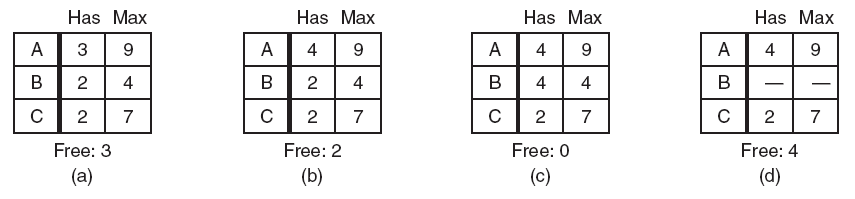 Has Max Has Max Has Max Has Max
A 3 9 A 4 9 A 4 9 A 4 9
B 2 4 B 2 4 B 4 4 B — —
C 2 7 C 2 7 C 2 7 C 2 7
Free: 3 Free: 2 Free: 0 Free: 4
(a) (b) (c) (d)